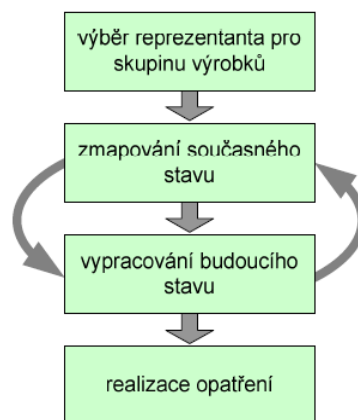 výběr reprezentanta pro
skupinu výrobků
zmapování současného
stavu
vypracování budoucího
stavu
realizace opatření